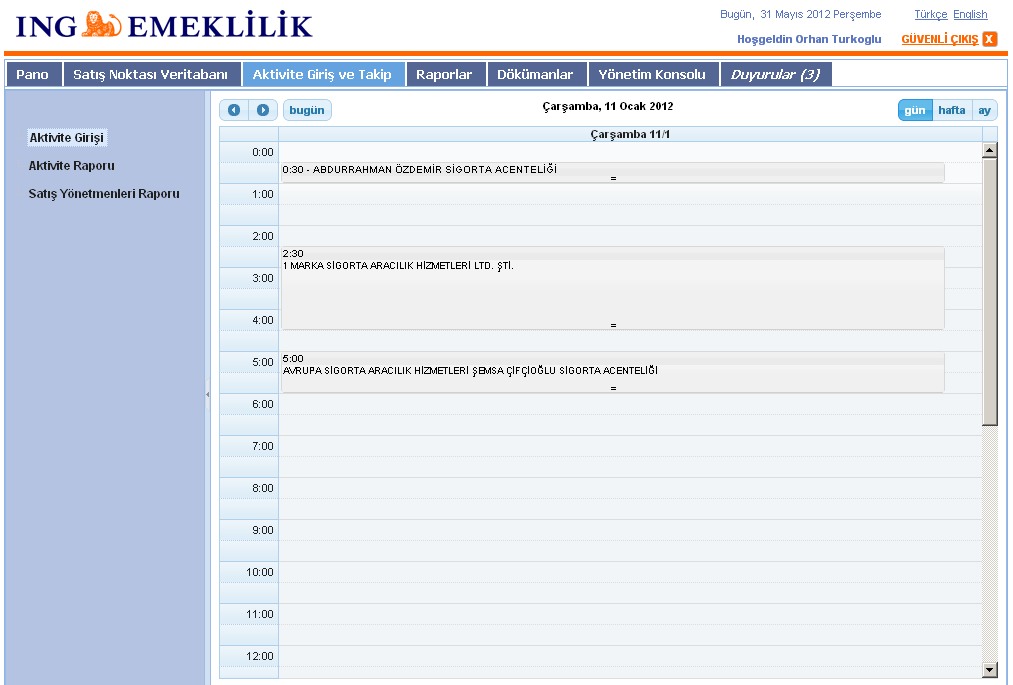 ING EMEKLİLİK
Bugün, 31 Mayıs 2012 Perşembe Türkçe English
Hoşgeldin Orhan Turkoglu GÜVENLİ ÇIKIŞ X
Pano Satış Noktası Veritabanı Aktivite Giriş ve Takip Raporlar Dökümanlar Yönetim Konsolu Duyurular (3)
Aktivite Girişi
Aktivite Raporu
Satış Yönetmenleri Raporu
bugün Çarşamba, 11 Ocak 2012 gün hafta ay
Çarşamba 11/1
0:00
0:30 - ABDURRAHMAN ÖZDEMİR SİGORTA ACENTELİĞİ
=
1:00
2:00
2:30
1 MARKA SİGORTA ARACILIK HİZMETLERİ LTD. ŞTİ.
3:00
4:00
=
5:00
5:00
AVRUPA SİGORTA ARACILIK HİZMETLERİ ŞEMSA ÇİFÇİOĞLU SİGORTA ACENTELİĞİ
=
6:00
7:00
8:00
9:00
10:00
11:00
12:00